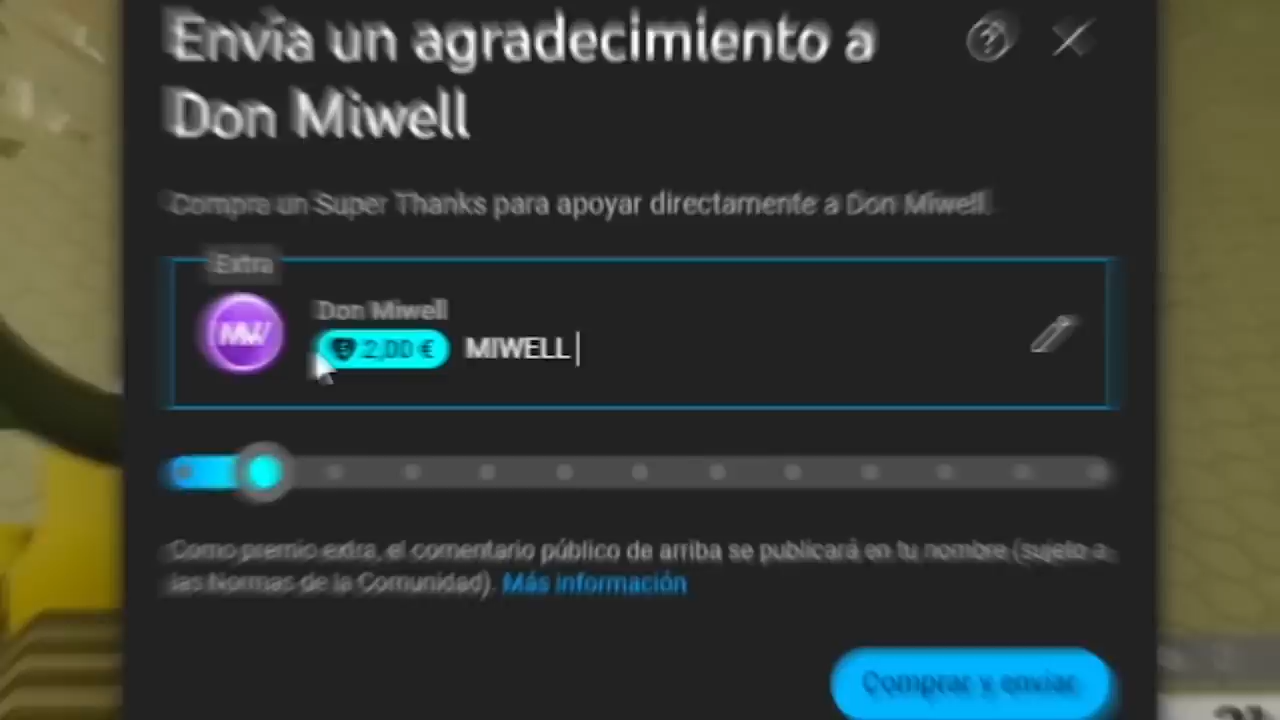 Envía un agradecimiento a
Don Miwell
Compra un Super Thanks para apoyar directamente a Don Miwell.
Extra
MW
Don Miwell
2,00 € MIWELL
Como premio extra, el comentario público de arriba se publicará en tu nombre (sujeto a
las Normas de la Comunidad). Más información
Comprar y enviar